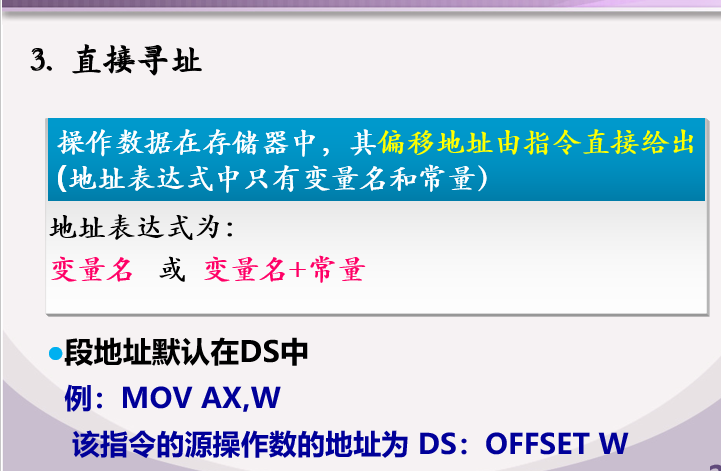 3. 直接寻址
操作数据在存储器中，其偏移地址由指令直接给出
(地址表达式中只有变量名和常量)
地址表达式为：
变量名 或 变量名+常量
●段地址默认在DS中
例：MOV AX,W
该指令的源操作数的地址为 DS：OFFSET W